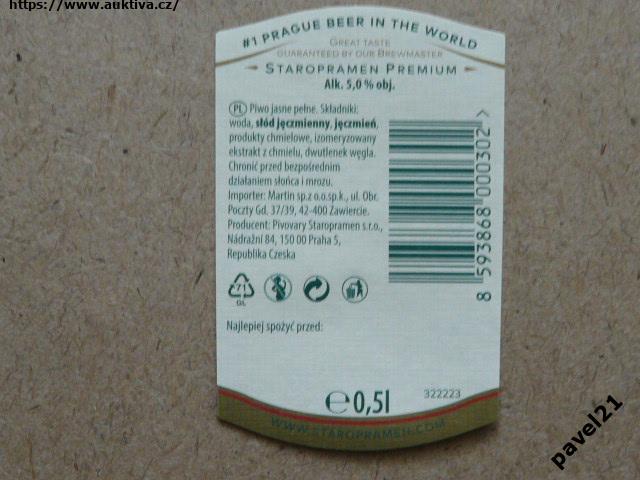 https://www.auktiva.cz/
#1 PRAGUE BEER IN THE WORLD
GREAT TASTE
GUARANTEED BY OUR BREWMASTER
STAROPRAMEN PREMIUM
Alk. 5,0 % obj.
PL Piwo jasne pełne. Składniki:
woda, słód jęczmienny, jęczmień,
produkty chmielowe, izomeryzowany
ekstrakt z chmielu, dwutlenek węgla.
Chronić przed bezpośrednim
działaniem słońca i mrozu.
Importer: Martin sp.z o.o.sp.k., ul. Obr.
Poczty Gd. 37/39, 42-400 Zawiercie.
Producent: Pivovary Staropramen s.r.o.,
Nádražní 84, 150 00 Praha 5,
Republika Czeska
8 593868 000302 >
71
GL
Najlepiej spożyć przed:
℮ 0,5l
322223
WWW.STAROPRAMEN.COM
pavel21